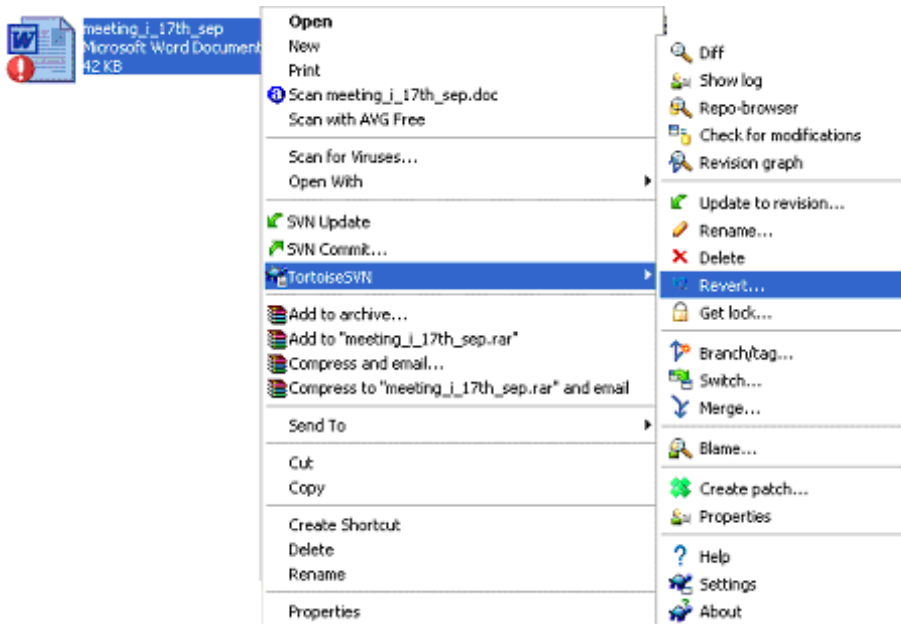 meeting_i_17th_sep
Microsoft Word Document
42 KB
Open
New
Print
Scan meeting_i_17th_sep.doc
Scan with AVG Free
Scan for Viruses...
Open With
SVN Update
SVN Commit...
TortoiseSVN
Add to archive...
Add to "meeting_i_17th_sep.rar"
Compress and email...
Compress to "meeting_i_17th_sep.rar" and email
Send To
Cut
Copy
Create Shortcut
Delete
Rename
Properties
Diff
Show log
Repo-browser
Check for modifications
Revision graph
Update to revision...
Rename...
Delete
Revert...
Get lock...
Branch/tag...
Switch...
Merge...
Blame...
Create patch...
Properties
Help
Settings
About